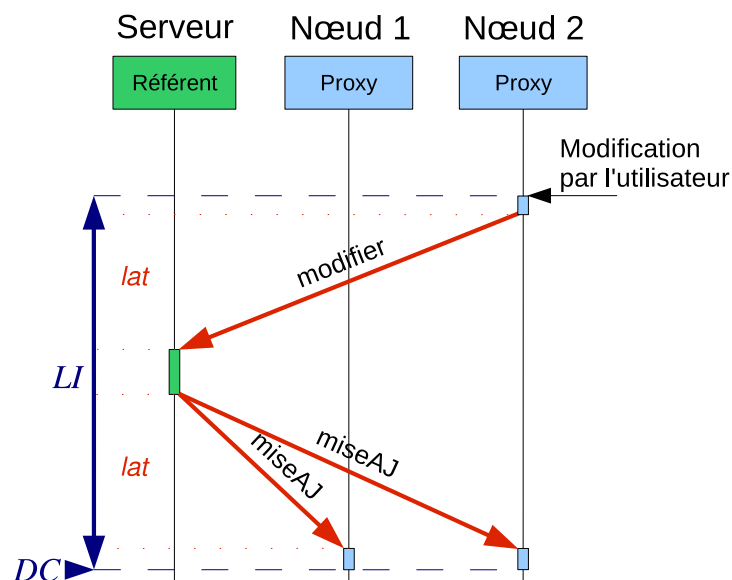 Serveur
Nœud 1
Nœud 2
Référent
Proxy
Proxy
Modification
par l'utilisateur
modifier
lat
LI
miseAJ
miseAJ
lat
DC